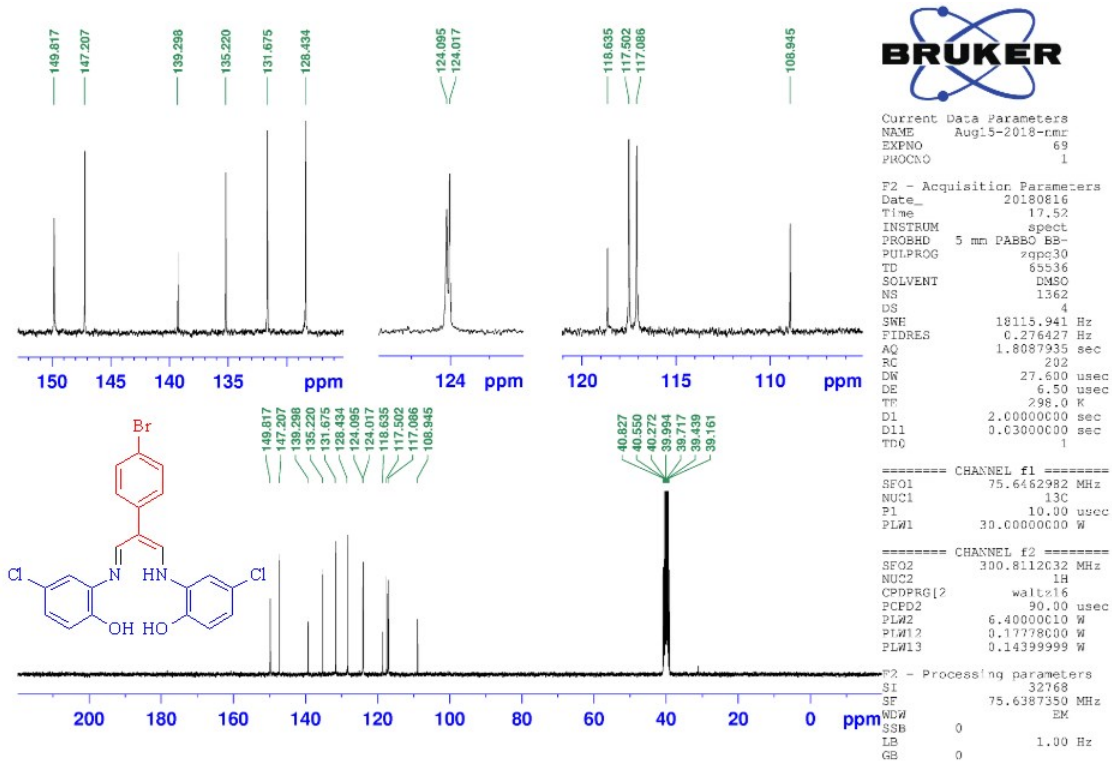 149.817
147.207
139.298
135.220
131.675
128.434
124.095
124.017
118.635
117.502
117.086
108.945
150 145 140 135 ppm
124 ppm
120 115 110 ppm
149.817
147.207
139.298
135.220
131.675
128.434
124.095
124.017
118.635
117.502
117.086
108.945
40.827
40.550
40.272
39.994
39.717
39.439
39.161
Br
Cl N HN Cl
OH HO
200 180 160 140 120 100 80 60 40 20 0 ppm
BRUKER
Current Data Parameters
NAME Aug15-2018-nmr
EXPNO 69
PROCNO 1
F2 - Acquisition Parameters
Date_ 20180816
Time 17.52
INSTRUM spect
PROBHD 5 mm PABBO BB-
PULPROG zgpg30
TD 65536
SOLVENT DMSO
NS 1362
DS 4
SWH 18115.941 Hz
FIDRES 0.276427 Hz
AQ 1.8087935 sec
RG 202
DW 27.600 usec
DE 6.50 usec
TE 298.0 K
D1 2.00000000 sec
D11 0.03000000 sec
TD0 1
======== CHANNEL f1 ========
SFO1 75.6462982 MHz
NUC1 13C
P1 10.00 usec
PLW1 30.00000000 W
======== CHANNEL f2 ========
SFO2 300.8112032 MHz
NUC2 1H
CPDPRG[2 waltz16
PCPD2 90.00 usec
PLW2 6.40000010 W
PLW12 0.17778000 W
PLW13 0.14399999 W
F2 - Processing parameters
SI 32768
SF 75.6387350 MHz
WDW EM
SSB 0
LB 1.00 Hz
GB 0